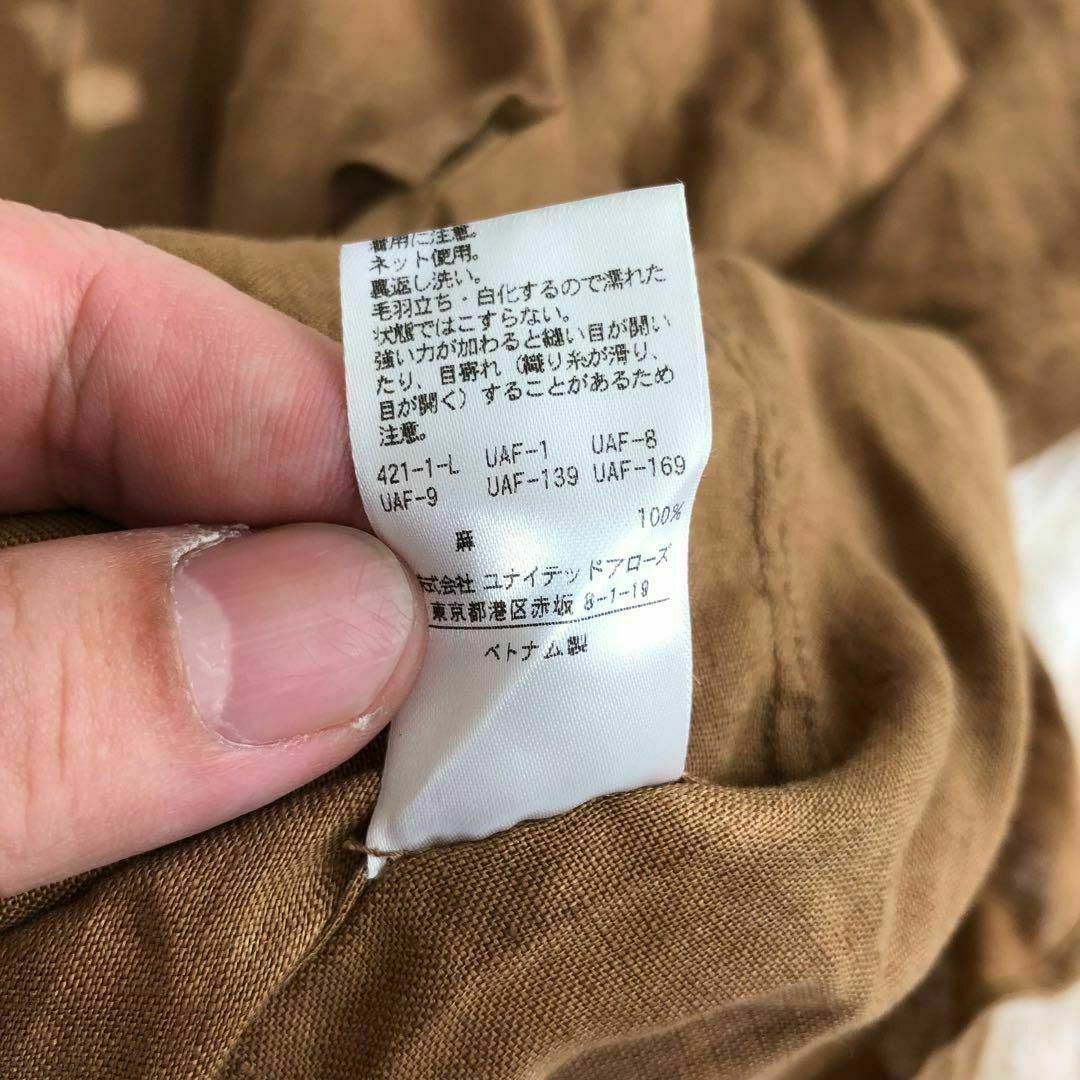 着用に注意。
ネット使用。
裏返し洗い。
毛羽立ち・白化するので濡れた
状態ではこすらない。
強い力が加わると縫い目が開い
たり、目寄れ（織り糸が滑り、
目が開く）することがあるため
注意。
421-1-L UAF-1 UAF-8
UAF-9 UAF-139 UAF-169
麻 100%
式会社 ユナイテッドアローズ
東京都港区赤坂 8-1-19
ベトナム製